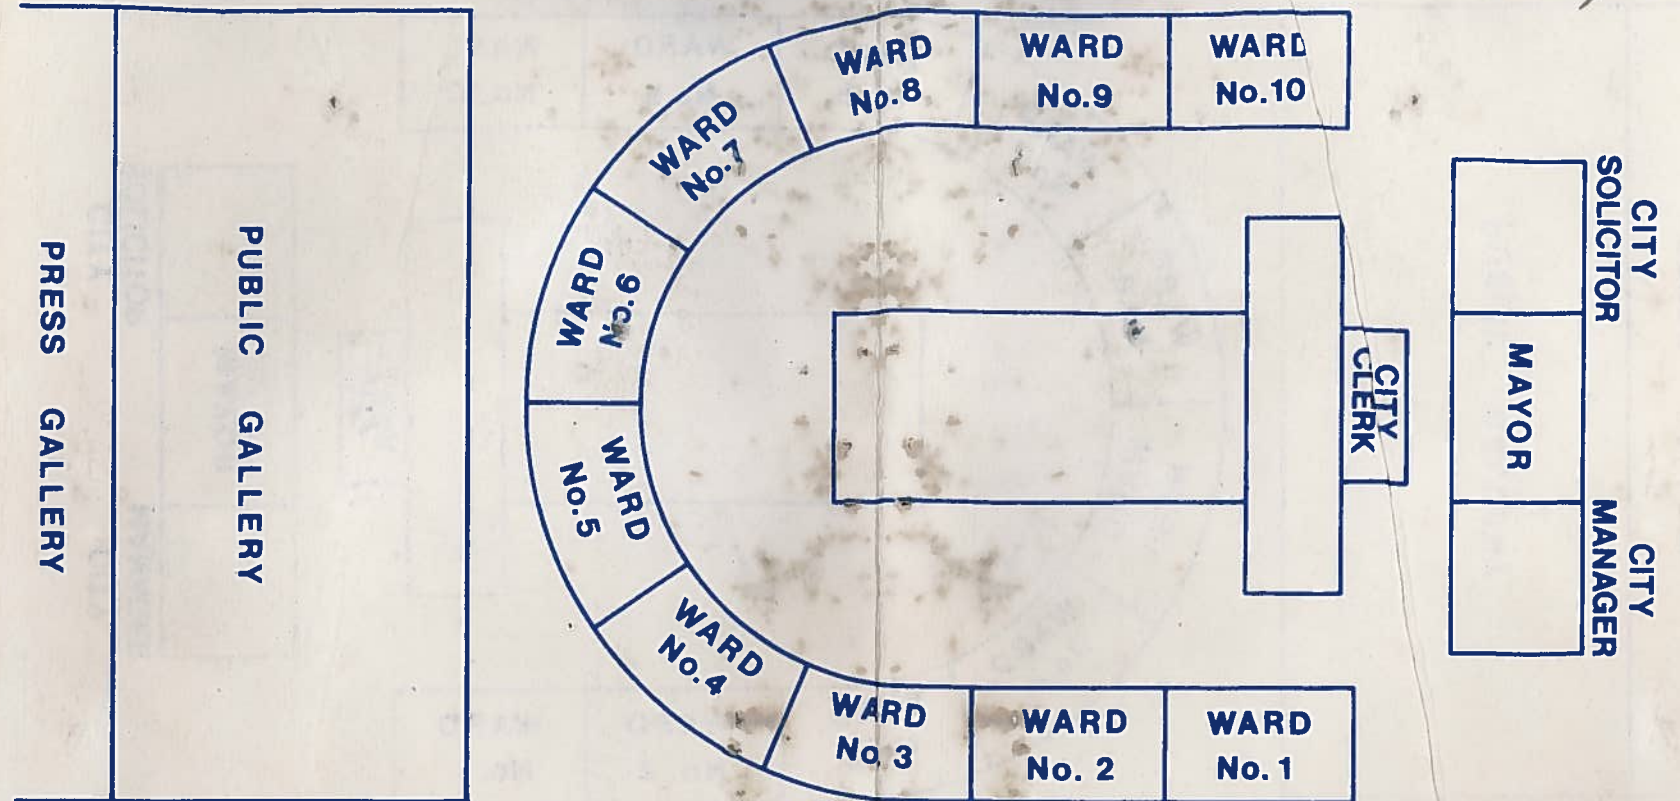 PRESS GALLERY
PUBLIC GALLERY
WARD
No.8
WARD
No.9
WARD
No.10
WARD
No.7
WARD
No.6
WARD
No.5
WARD
No.4
WARD
No.3
WARD
No. 2
WARD
No. 1
CITY
CLERK
CITY
SOLICITOR
MAYOR
CITY
MANAGER